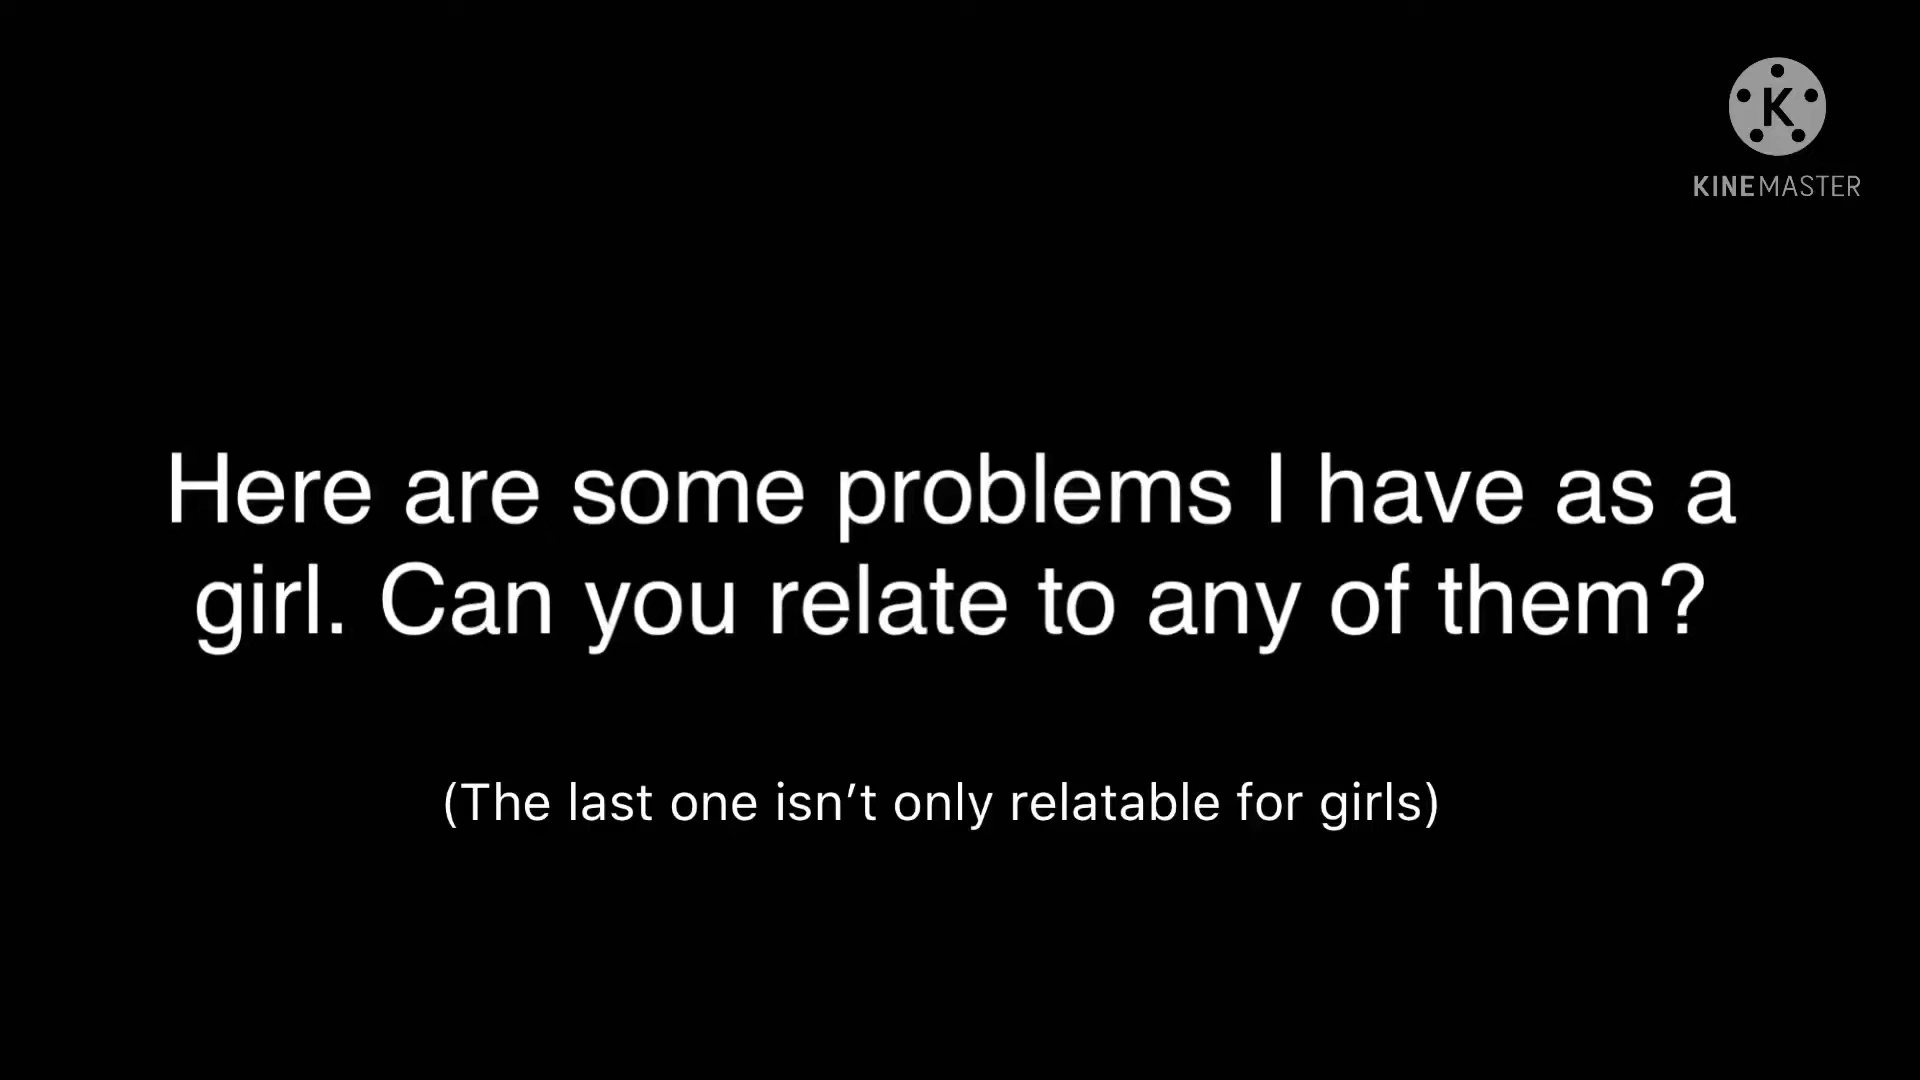 K
KINEMASTER
Here are some problems I have as a
girl. Can you relate to any of them?
(The last one isn’t only relatable for girls)